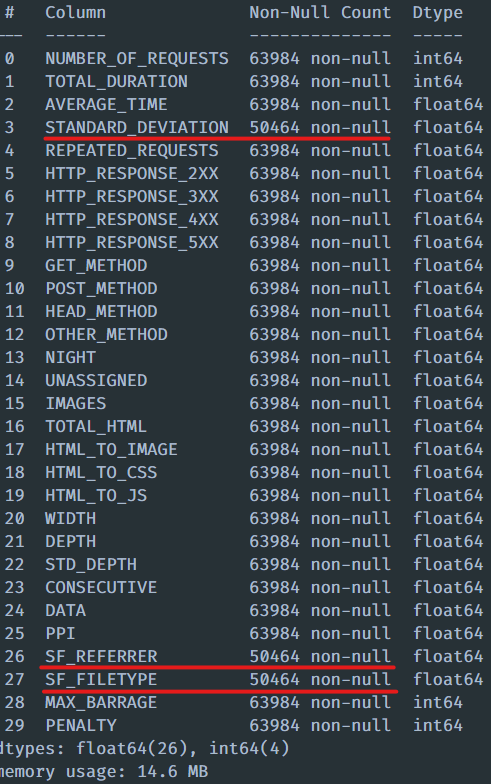 # Column Non-Null Count Dtype
--- ------ -------------- -----
0 NUMBER_OF_REQUESTS 63984 non-null int64
1 TOTAL_DURATION 63984 non-null int64
2 AVERAGE_TIME 63984 non-null float64
3 STANDARD_DEVIATION 50464 non-null float64
4 REPEATED_REQUESTS 63984 non-null float64
5 HTTP_RESPONSE_2XX 63984 non-null float64
6 HTTP_RESPONSE_3XX 63984 non-null float64
7 HTTP_RESPONSE_4XX 63984 non-null float64
8 HTTP_RESPONSE_5XX 63984 non-null float64
9 GET_METHOD 63984 non-null float64
10 POST_METHOD 63984 non-null float64
11 HEAD_METHOD 63984 non-null float64
12 OTHER_METHOD 63984 non-null float64
13 NIGHT 63984 non-null float64
14 UNASSIGNED 63984 non-null float64
15 IMAGES 63984 non-null float64
16 TOTAL_HTML 63984 non-null float64
17 HTML_TO_IMAGE 63984 non-null float64
18 HTML_TO_CSS 63984 non-null float64
19 HTML_TO_JS 63984 non-null float64
20 WIDTH 63984 non-null float64
21 DEPTH 63984 non-null float64
22 STD_DEPTH 63984 non-null float64
23 CONSECUTIVE 63984 non-null float64
24 DATA 63984 non-null float64
25 PPI 63984 non-null float64
26 SF_REFERRER 50464 non-null float64
27 SF_FILETYPE 50464 non-null float64
28 MAX_BARRAGE 63984 non-null int64
29 PENALTY 63984 non-null int64
dtypes: float64(26), int64(4)
memory usage: 14.6 MB